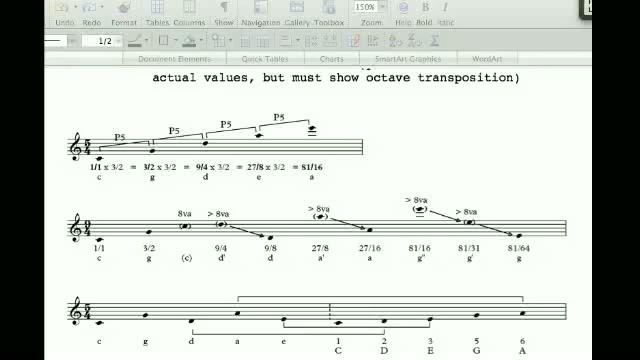 Undo Redo Format Tables Columns Show Navigation Gallery Toolbox Zoom Help Bold Italic
150%
1/2
Document Elements Quick Tables Charts SmartArt Graphics WordArt
actual values, but must show octave transposition)
P5 P5 P5 P5
1/1 x 3/2 = 3/2 x 3/2 = 9/4 x 3/2 = 27/8 x 3/2 = 81/16
c g d e a
8va > 8va > 8va > 8va > 8va
1/1 3/2 9/4 9/8 27/8 27/16 81/16 81/31 81/64
c g (c) d' d a' a g" g' g
c g d a e 1 2 3 5 6
C D E G A